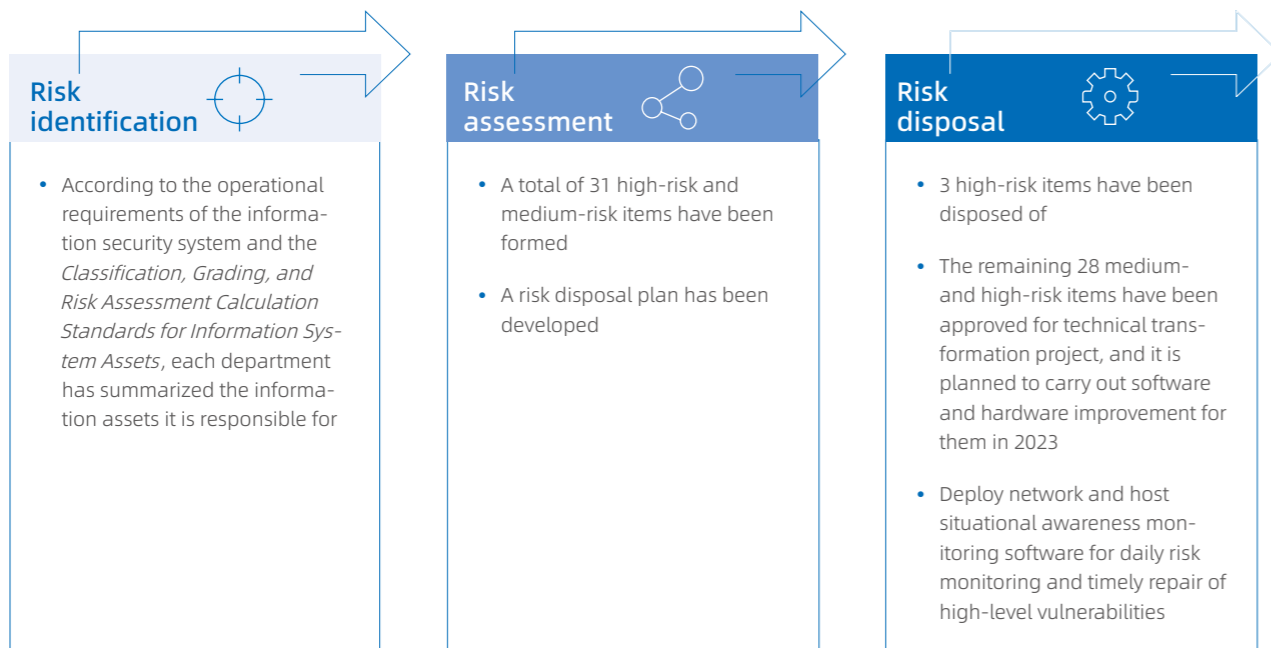 Risk
identification
• According to the operational
requirements of the informa-
tion security system and the
Classification, Grading, and
Risk Assessment Calculation
Standards for Information Sys-
tem Assets, each department
has summarized the informa-
tion assets it is responsible for
Risk
assessment
• A total of 31 high-risk and
medium-risk items have been
formed
• A risk disposal plan has been
developed
Risk
disposal
• 3 high-risk items have been
disposed of
• The remaining 28 medium-
and high-risk items have been
approved for technical trans-
formation project, and it is
planned to carry out software
and hardware improvement for
them in 2023
• Deploy network and host
situational awareness mon-
itoring software for daily risk
monitoring and timely repair of
high-level vulnerabilities